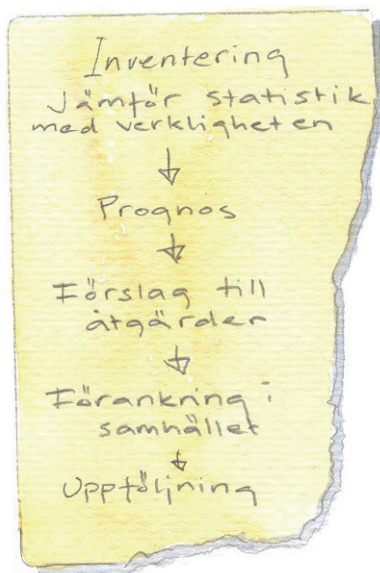 Inventering
Jämför statistik
med verkligheten
↓
Prognos
↓
Förslag till
åtgärder
↓
Förankring i
samhället
↓
Uppföljning